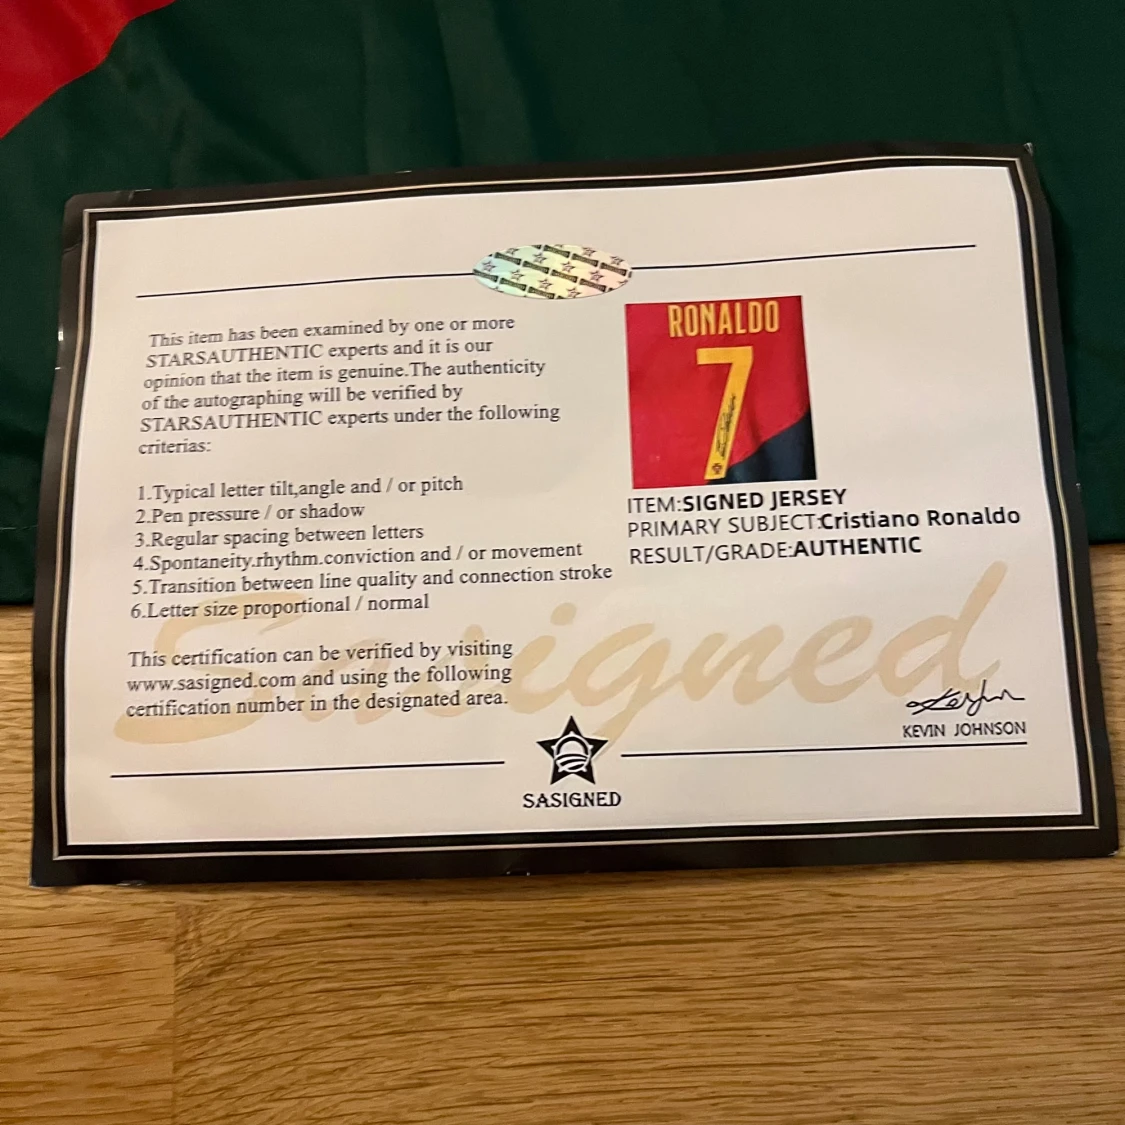 This item has been examined by one or more
STARSAUTHENTIC experts and it is our
opinion that the item is genuine.The authenticity
of the autographing will be verified by
STARSAUTHENTIC experts under the following
criterias:
1.Typical letter tilt,angle and / or pitch
2.Pen pressure / or shadow
3.Regular spacing between letters
4.Spontaneity.rhythm.conviction and / or movement
5.Transition between line quality and connection stroke
6.Letter size proportional / normal
This certification can be verified by visiting
www.sasigned.com and using the following
certification number in the designated area.
RONALDO
7
ITEM:SIGNED JERSEY
PRIMARY SUBJECT:Cristiano Ronaldo
RESULT/GRADE:AUTHENTIC
Sasigned
KEVIN JOHNSON
SASIGNED